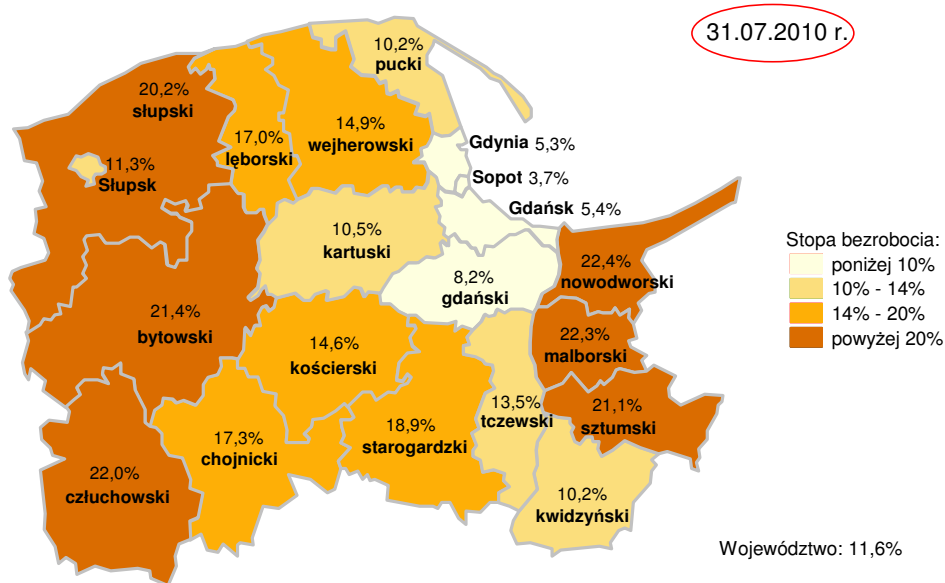 31.07.2010 r.
10,2%
pucki
20,2%
słupski
17,0%
lęborski
14,9%
wejherowski
Gdynia 5,3%
11,3%
Słupsk
Sopot 3,7%
Gdańsk 5,4%
10,5%
kartuski
Stopa bezrobocia:
poniżej 10%
10% - 14%
14% - 20%
powyżej 20%
8,2%
gdański
22,4%
nowodworski
21,4%
bytowski
14,6%
kościerski
22,3%
malborski
13,5%
tczewski
21,1%
sztumski
17,3%
chojnicki
18,9%
starogardzki
22,0%
człuchowski
10,2%
kwidzyński
Województwo: 11,6%